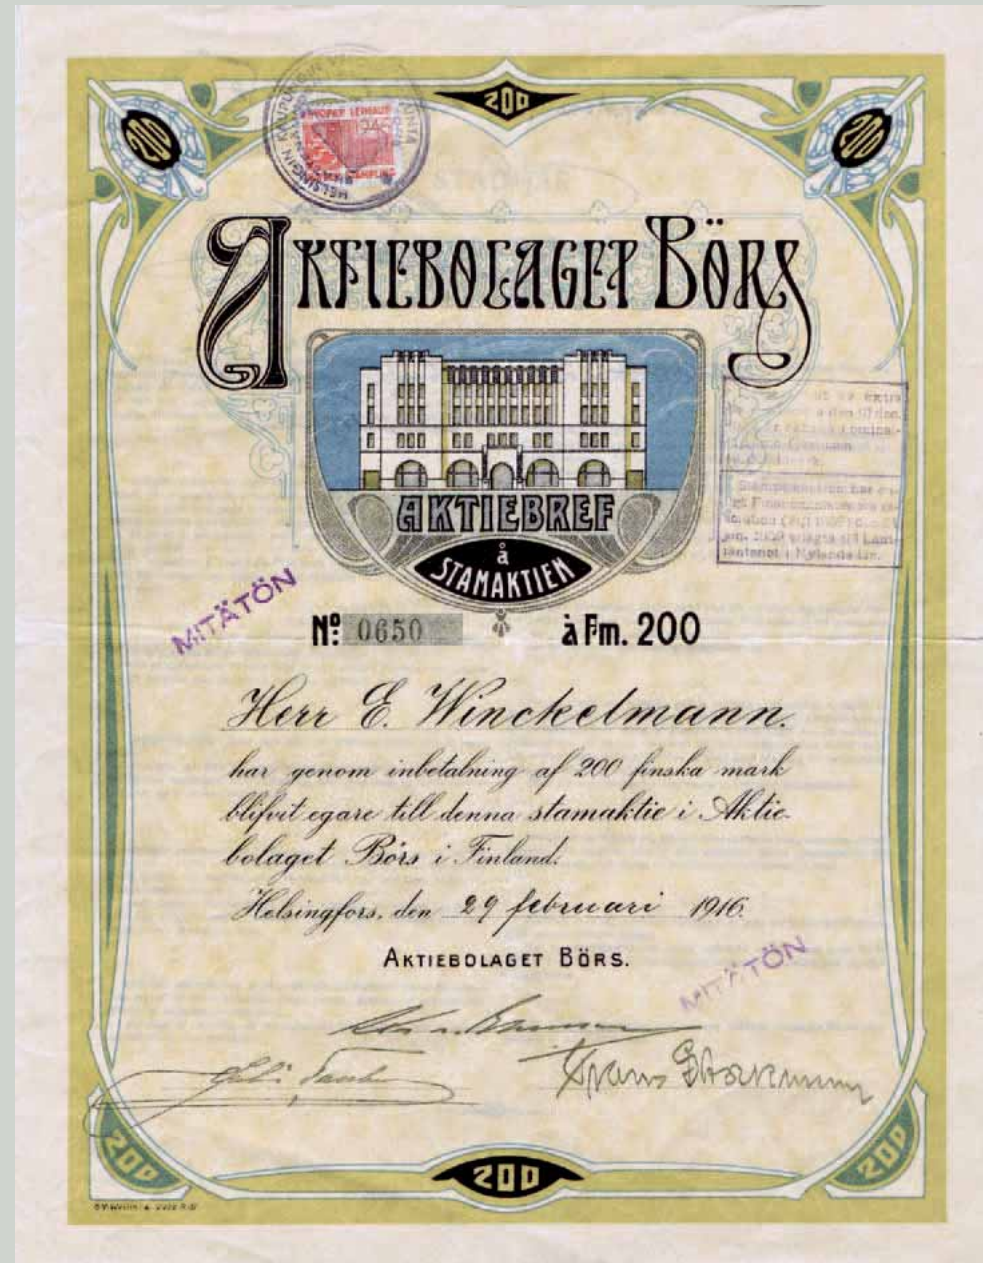 200
200
200
HELSINGIN KAUPUNGIN
AKTIEBOLAGET BÖRS
AKTIEBREF
å
STAMAKTIEN
MITÄTÖN
No: 0650 à Fm. 200
Herr E. Winckelmann.
har genom inbetalning af 200 finska mark
blifvit egare till denna stamaktie i Aktie-
bolaget Börs i Finland.
Helsingfors, den 29 februari 1916.
AKTIEBOLAGET BÖRS.
MITÄTÖN
200
200
200